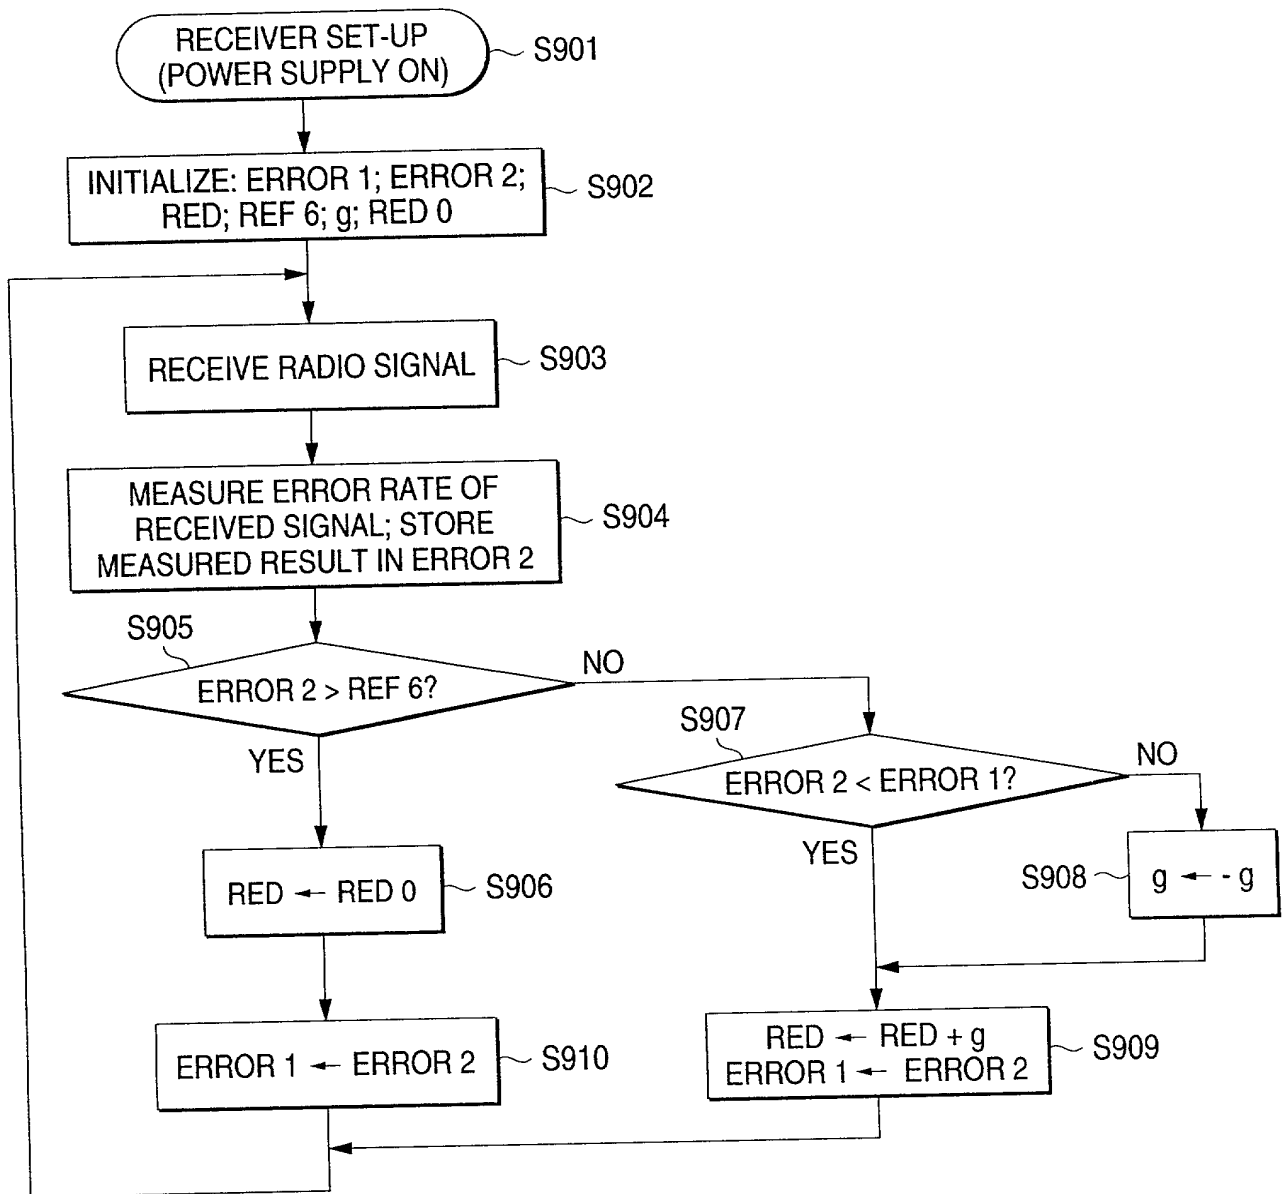 RECEIVER SET-UP
(POWER SUPPLY ON)
S901
INITIALIZE: ERROR 1; ERROR 2;
RED; REF 6; g; RED 0
S902
RECEIVE RADIO SIGNAL
S903
MEASURE ERROR RATE OF
RECEIVED SIGNAL; STORE
MEASURED RESULT IN ERROR 2
S904
S905
ERROR 2 > REF 6?
NO
YES
S907
ERROR 2 < ERROR 1?
NO
YES
RED ← RED 0
S906
S908
g ← - g
ERROR 1 ← ERROR 2
S910
RED ← RED + g
ERROR 1 ← ERROR 2
S909